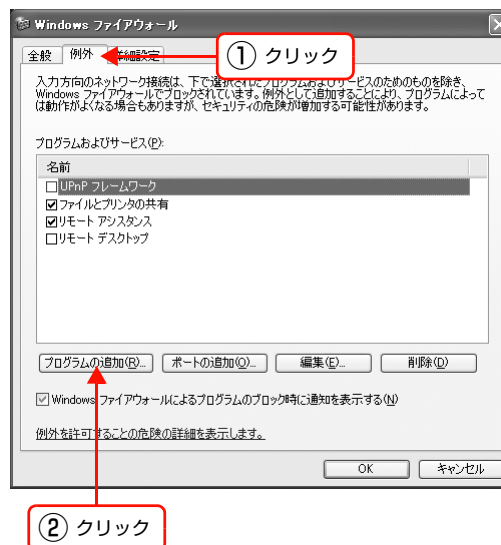 Windows ファイアウォール
全般
例外
詳細設定
① クリック
入力方向のネットワーク接続は、下で選択されたプログラムおよびサービスのためのものを除き、
Windows ファイアウォールでブロックされています。例外として追加することにより、プログラムによって
は動作がよくなる場合もありますが、セキュリティの危険が増加する可能性があります。
プログラムおよびサービス(P):
名前
UPnP フレームワーク
ファイルとプリンタの共有
リモート アシスタンス
リモート デスクトップ
プログラムの追加(R)...
ポートの追加(O)...
編集(E)...
削除(D)
Windows ファイアウォールによるプログラムのブロック時に通知を表示する(N)
例外を許可することの危険の詳細を表示します。
OK
キャンセル
② クリック